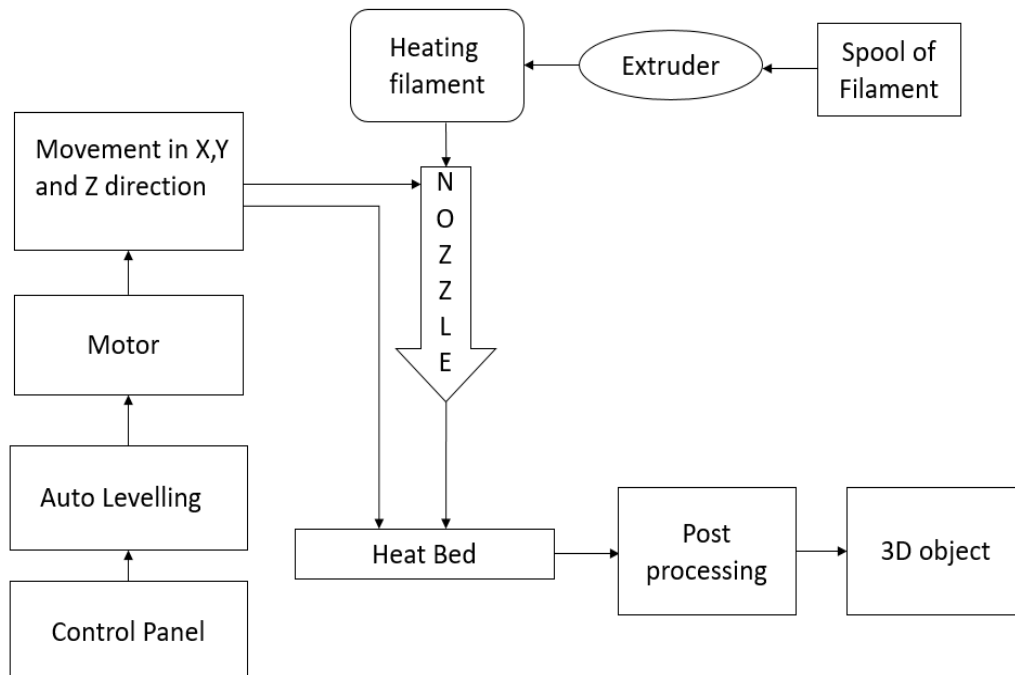 Heating
filament
Extruder
Spool of
Filament
Movement in X,Y
and Z direction
N
O
Z
Z
L
E
Motor
Auto Levelling
Control Panel
Heat Bed
Post
processing
3D object